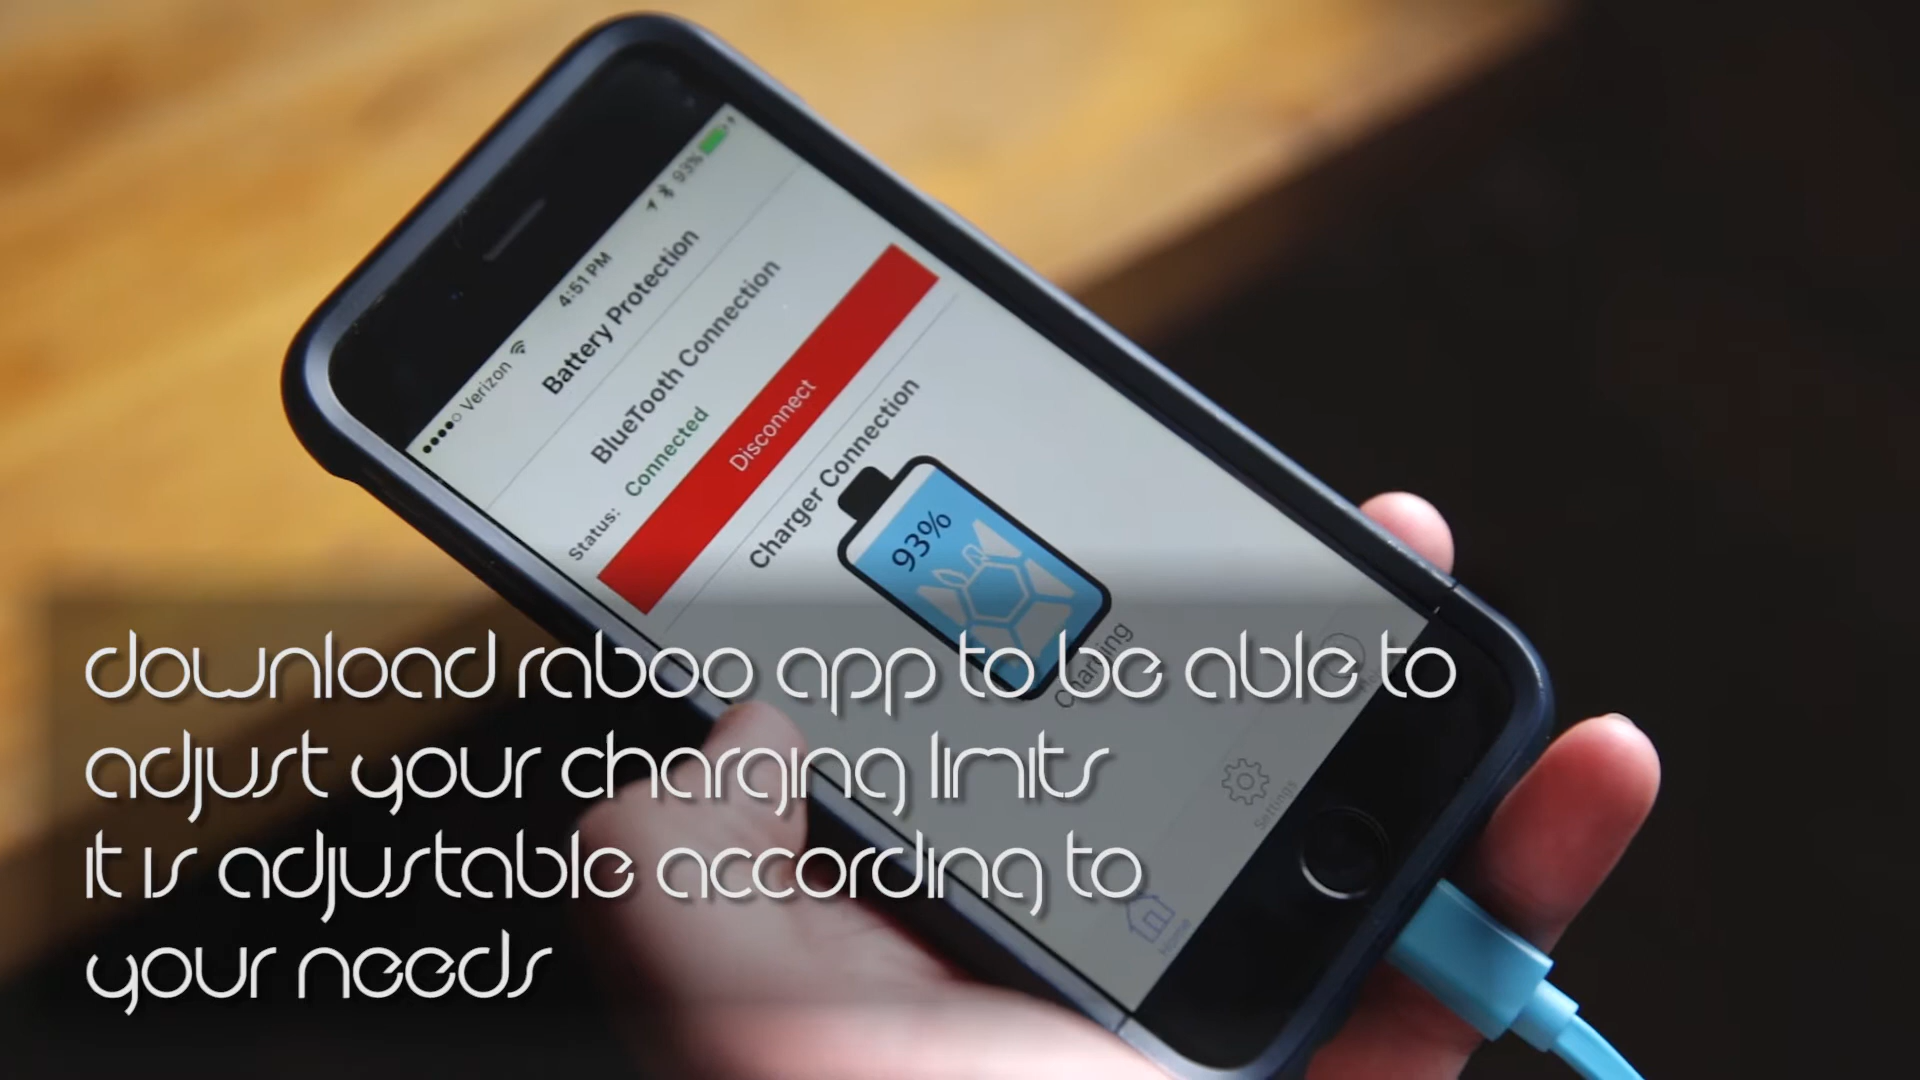 Verizon 4:51 PM 93%
Battery Protection
BlueTooth Connection
Status: Connected
Disconnect
Charger Connection
93%
Charging
Home
Settings
download raboo app to be able to
adjust your charging limits
it is adjustable according to
your needs